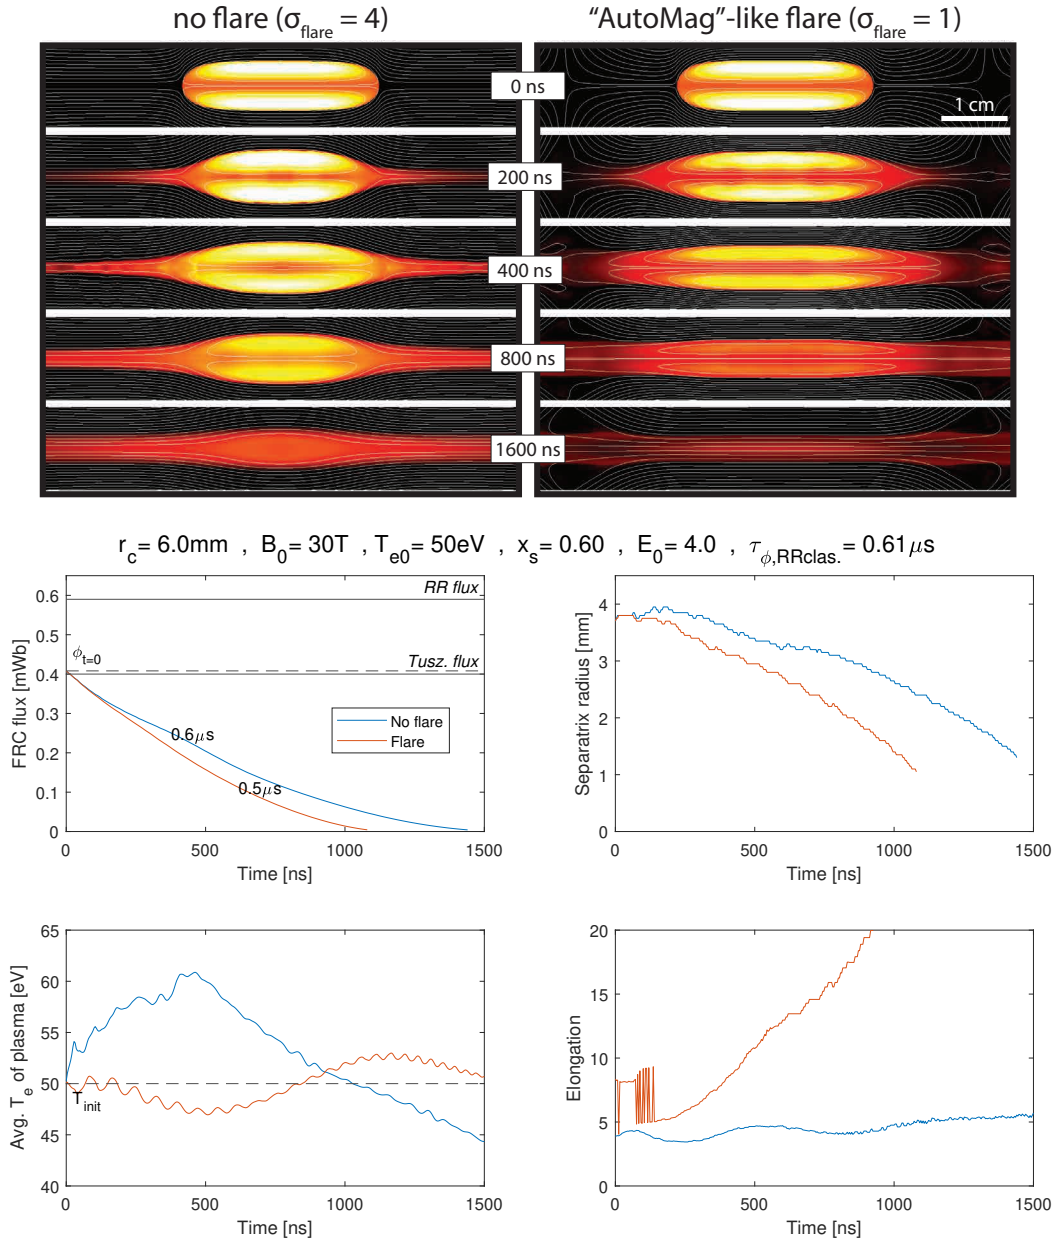 no flare (σflare = 4)
“AutoMag”-like flare (σflare = 1)
0 ns
1 cm
200 ns
400 ns
800 ns
1600 ns
rc= 6.0mm , B0= 30T , Te0= 50eV , xs= 0.60 , E0= 4.0 , τϕ,RRclas.= 0.61μs
FRC flux [mWb]
0.6
0.5
0.4
0.3
0.2
0.1
0
RR flux
ϕt=0
Tusz. flux
0.6μs
0.5μs
No flare
Flare
0 500 1000 1500
Time [ns]
Separatrix radius [mm]
4
3
2
1
0
0 500 1000 1500
Time [ns]
Avg. Te of plasma [eV]
65
60
55
50
45
40
Tinit
0 500 1000 1500
Time [ns]
Elongation
20
15
10
5
0
0 500 1000 1500
Time [ns]